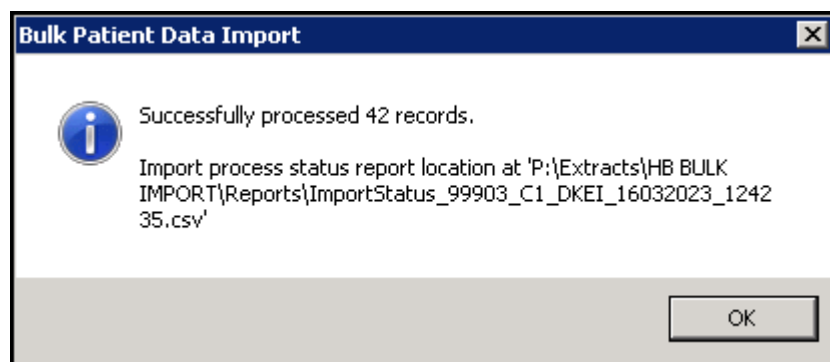 Bulk Patient Data Import
Successfully processed 42 records.
Import process status report location at 'P:\Extracts\HB BULK
IMPORT\Reports\ImportStatus_99903_C1_DKEI_16032023_1242
35.csv'
OK